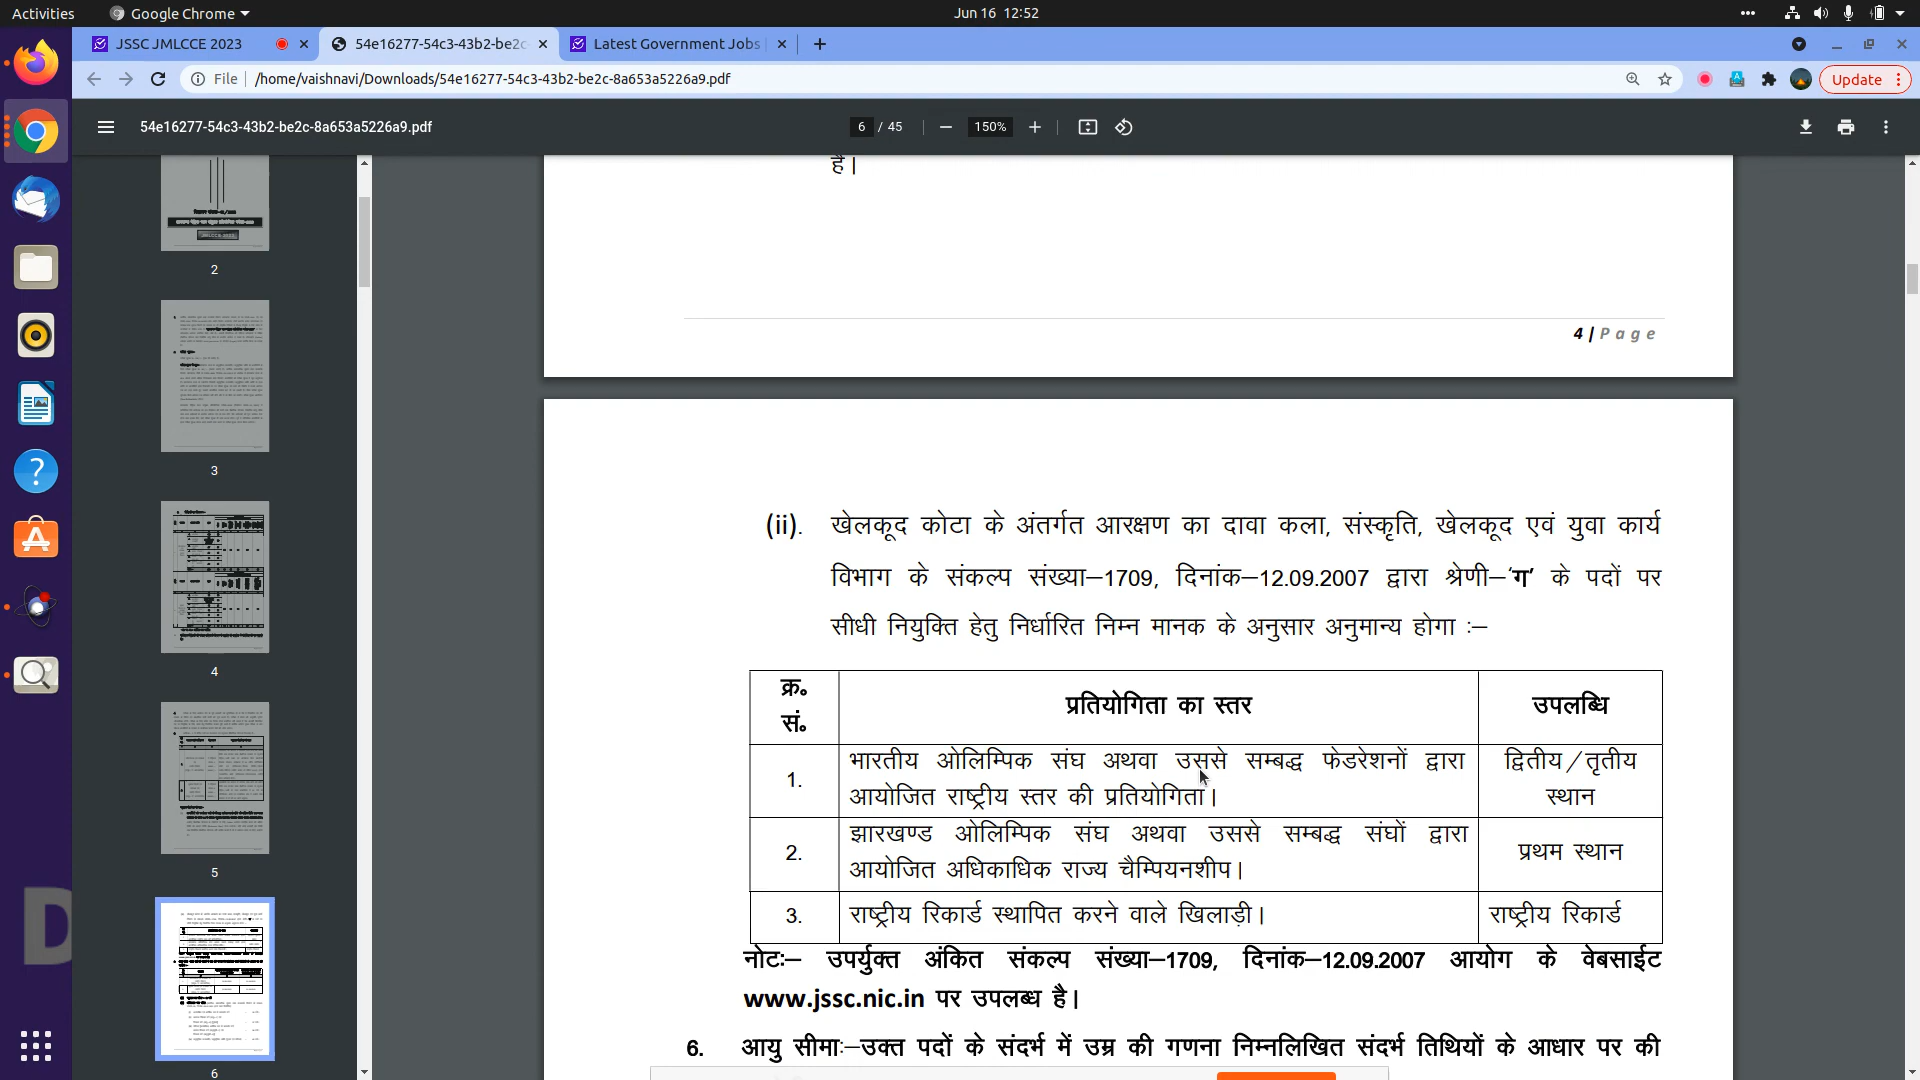 Activities
Google Chrome
Jun 16 12:52
JSSC JMLCCE 2023
54e16277-54c3-43b2-be2c-
Latest Government Jobs
File
/home/vaishnavi/Downloads/54e16277-54c3-43b2-be2c-8a653a5226a9.pdf
Update
54e16277-54c3-43b2-be2c-8a653a5226a9.pdf
6 / 45
150%
2
3
4
5
6
है।
4 | Page
(ii). खेलकूद कोटा के अंतर्गत आरक्षण का दावा कला, संस्कृति, खेलकूद एवं युवा कार्य
विभाग के संकल्प संख्या–1709, दिनांक–12.09.2007 द्वारा श्रेणी–'ग' के पदों पर
सीधी नियुक्ति हेतु निर्धारित निम्न मानक के अनुसार अनुमान्य होगा :–
क्र॰
सं॰
प्रतियोगिता का स्तर
उपलब्धि
1.
भारतीय ओलिम्पिक संघ अथवा उससे सम्बद्ध फेडरेशनों द्वारा
आयोजित राष्ट्रीय स्तर की प्रतियोगिता।
द्वितीय/तृतीय
स्थान
2.
झारखण्ड ओलिम्पिक संघ अथवा उससे सम्बद्ध संघों द्वारा
आयोजित अधिकाधिक राज्य चैम्पियनशीप।
प्रथम स्थान
3.
राष्ट्रीय रिकार्ड स्थापित करने वाले खिलाड़ी।
राष्ट्रीय रिकार्ड
नोटः– उपर्युक्त अंकित संकल्प संख्या–1709, दिनांक–12.09.2007 आयोग के वेबसाईट
www.jssc.nic.in पर उपलब्ध है।
6. आयु सीमाः–उक्त पदों के संदर्भ में उम्र की गणना निम्नलिखित संदर्भ तिथियों के आधार पर की